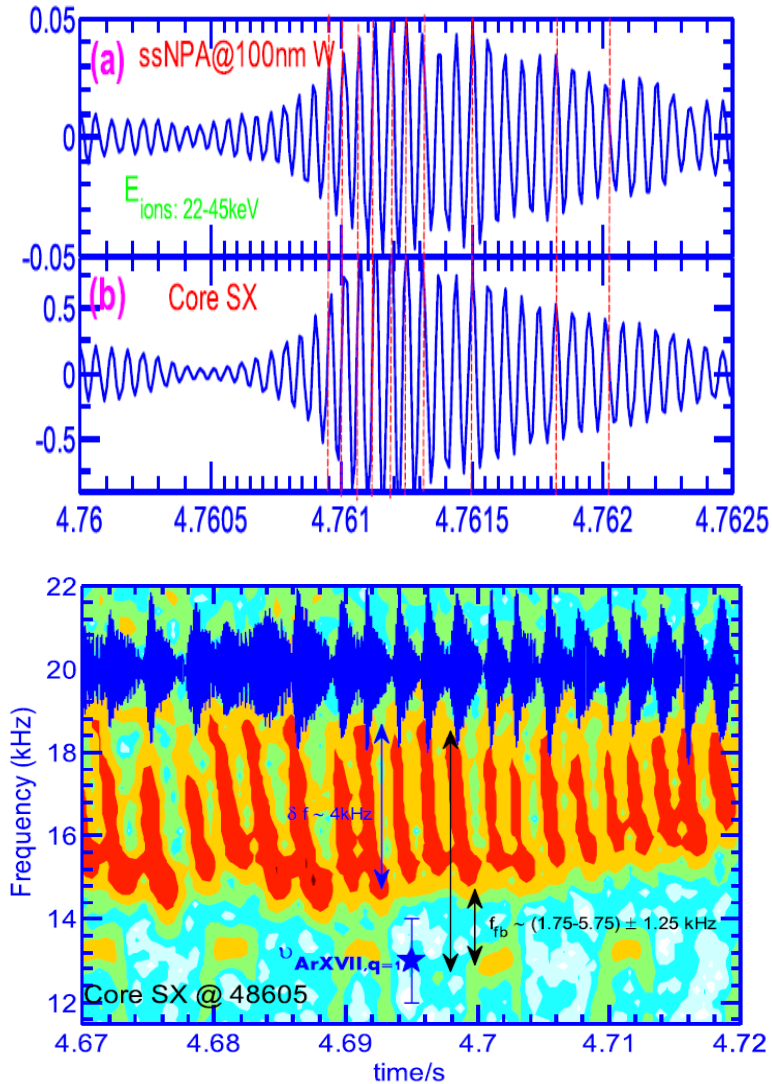 0.05
(a) ssNPA@100nm W
0
E ions: 22-45keV
-0.05
(b) Core SX
0.5
0
-0.5
4.76 4.7605 4.761 4.7615 4.762 4.7625
22
20
18
16
14
12
Frequency (kHz)
δ f ~ 4kHz
f fb ~ (1.75-5.75) ± 1.25 kHz
υ ArXVII,q=1
Core SX @ 48605
4.67 4.68 4.69 4.7 4.71 4.72
time/s